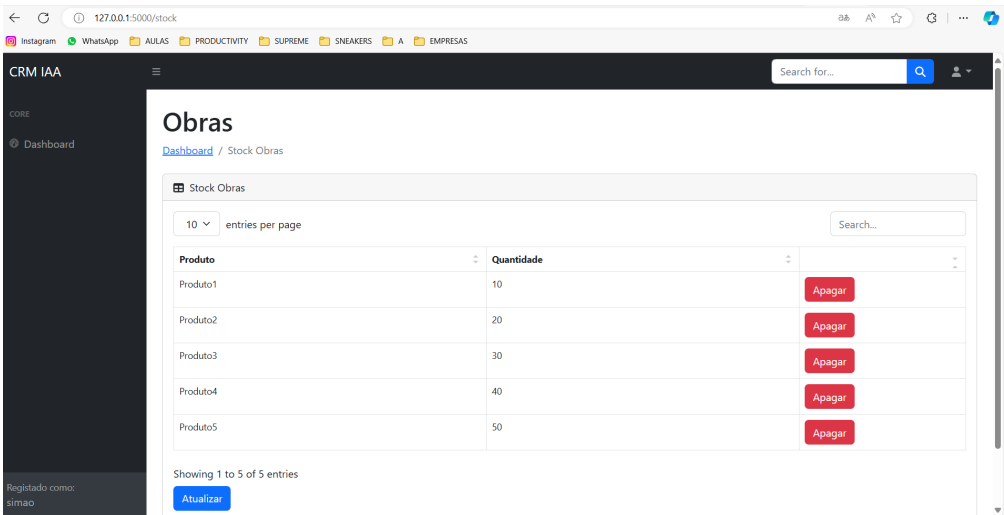 127.0.0.1:5000/stock
Instagram WhatsApp AULAS PRODUCTIVITY SUPREME SNEAKERS A EMPRESAS
CRM IAA Search for...
CORE
Dashboard
Obras
Dashboard / Stock Obras
Stock Obras
10 entries per page Search...
Produto Quantidade
Produto1 10 Apagar
Produto2 20 Apagar
Produto3 30 Apagar
Produto4 40 Apagar
Produto5 50 Apagar
Showing 1 to 5 of 5 entries
Atualizar
Registado como:
simao